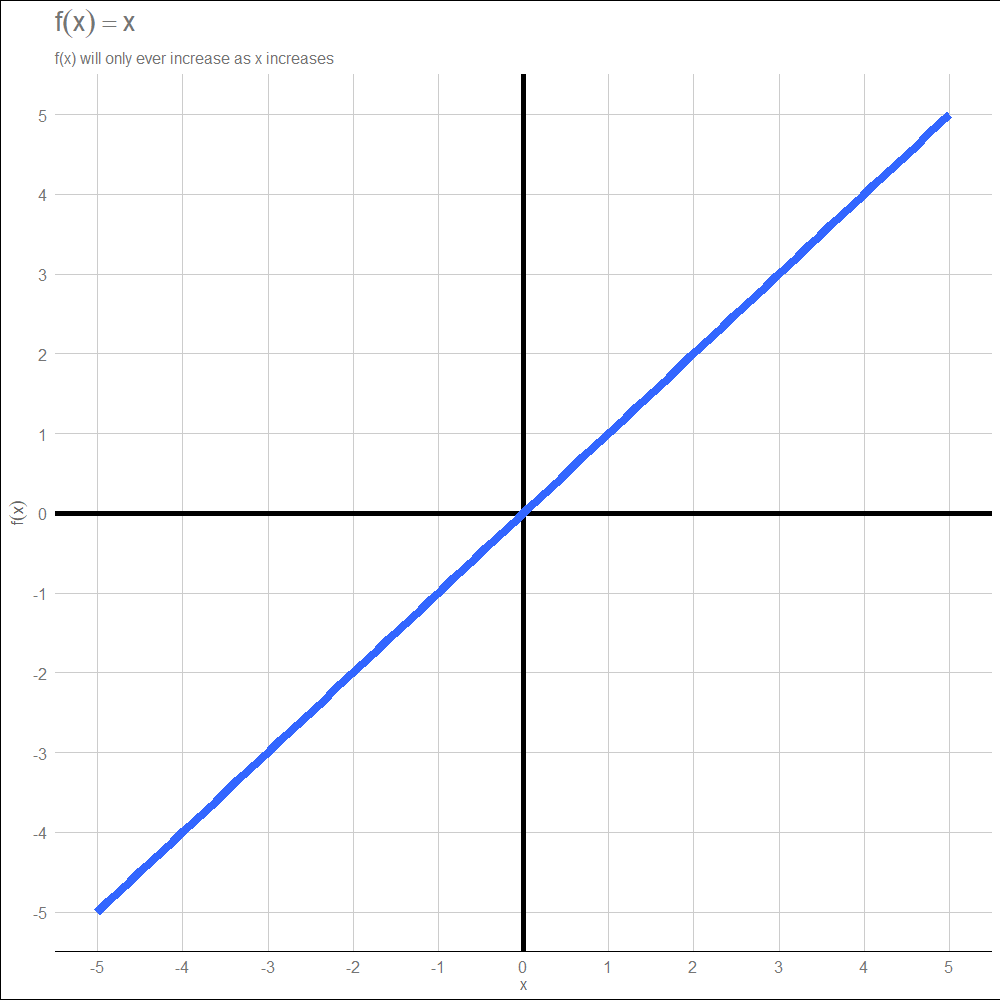 f(x) = x
f(x) will only ever increase as x increases
5
4
3
2
1
f(x)
0
-1
-2
-3
-4
-5
-5 -4 -3 -2 -1 0 1 2 3 4 5
x